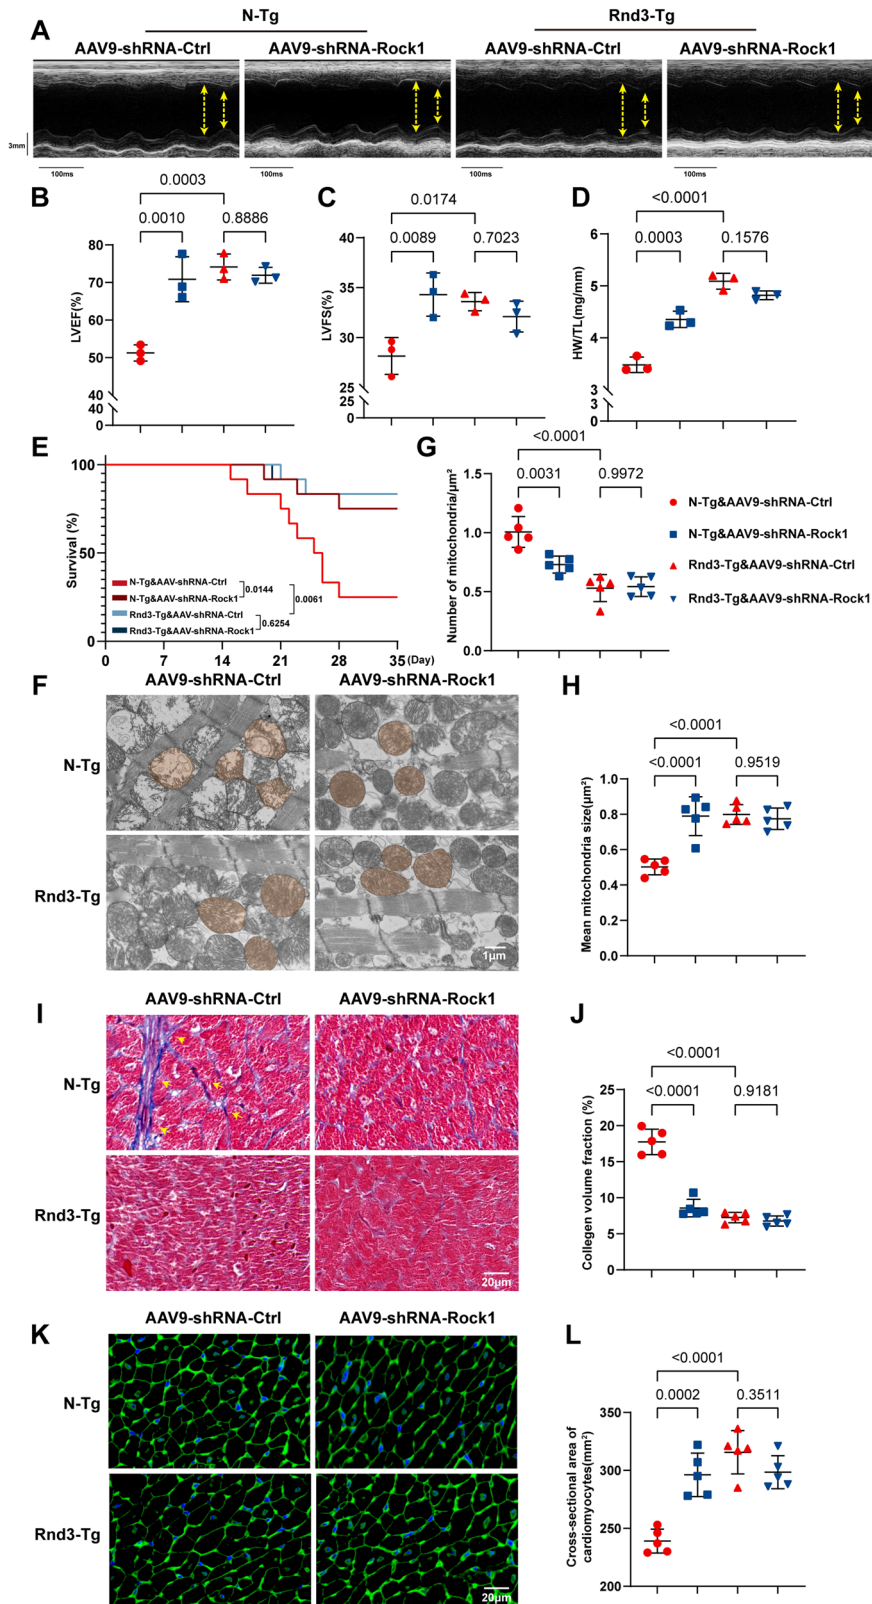 N-Tg
Rnd3-Tg
A
AAV9-shRNA-Ctrl
AAV9-shRNA-Rock1
AAV9-shRNA-Ctrl
AAV9-shRNA-Rock1
3mm
100ms
100ms
100ms
100ms
B
0.0003
0.0010
0.8886
LVEF(%)
80
70
60
50
40
40
0
C
0.0174
0.0089
0.7023
LVFS(%)
40
35
30
25
25
0
D
<0.0001
0.0003
0.1576
HW/TL(mg/mm)
6
5
4
3
3
0
E
Survival (%)
100
50
0
0
7
14
21
28
35
(Day)
N-Tg&AAV-shRNA-Ctrl
N-Tg&AAV-shRNA-Rock1
Rnd3-Tg&AAV-shRNA-Ctrl
Rnd3-Tg&AAV-shRNA-Rock1
0.0144
0.0061
0.6254
G
<0.0001
0.0031
0.9972
Number of mitochondria/µm²
1.5
1.0
0.5
0.0
N-Tg&AAV9-shRNA-Ctrl
N-Tg&AAV9-shRNA-Rock1
Rnd3-Tg&AAV9-shRNA-Ctrl
Rnd3-Tg&AAV9-shRNA-Rock1
F
AAV9-shRNA-Ctrl
AAV9-shRNA-Rock1
N-Tg
Rnd3-Tg
1µm
H
<0.0001
<0.0001
0.9519
Mean mitochondria size(µm²)
1.0
0.8
0.6
0.4
0.2
0.0
I
AAV9-shRNA-Ctrl
AAV9-shRNA-Rock1
N-Tg
Rnd3-Tg
20µm
J
<0.0001
<0.0001
0.9181
Collegen volume fraction (%)
25
20
15
10
5
0
K
AAV9-shRNA-Ctrl
AAV9-shRNA-Rock1
N-Tg
Rnd3-Tg
20µm
L
<0.0001
0.0002
0.3511
Cross-sectional area of
cardiomyocytes(mm²)
350
300
250
200